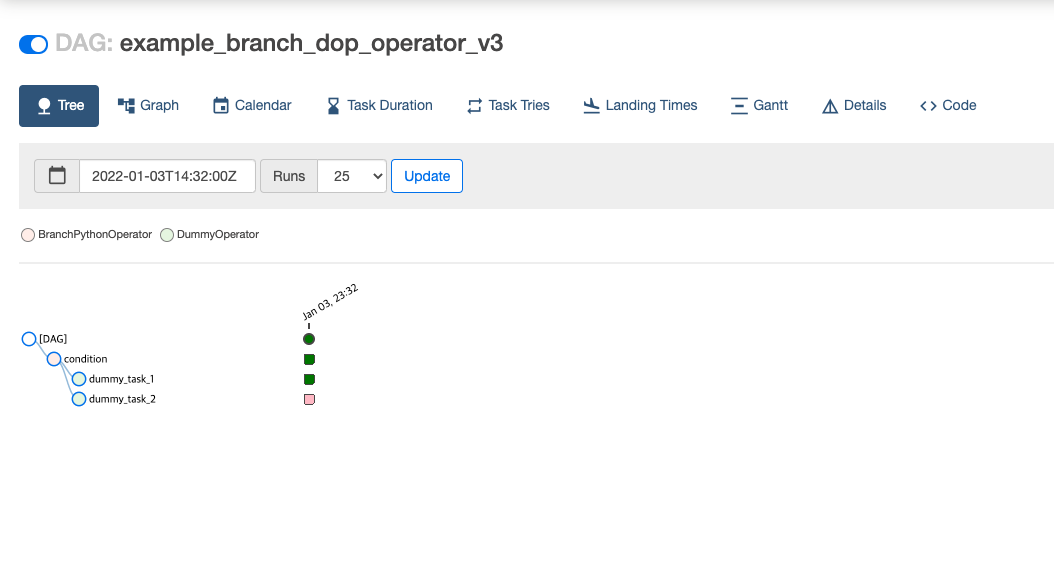 DAG: example_branch_dop_operator_v3
Tree Graph Calendar Task Duration Task Tries Landing Times Gantt Details Code
2022-01-03T14:32:00Z Runs 25 Update
BranchPythonOperator DummyOperator
Jan 03, 23:32
[DAG]
condition
dummy_task_1
dummy_task_2